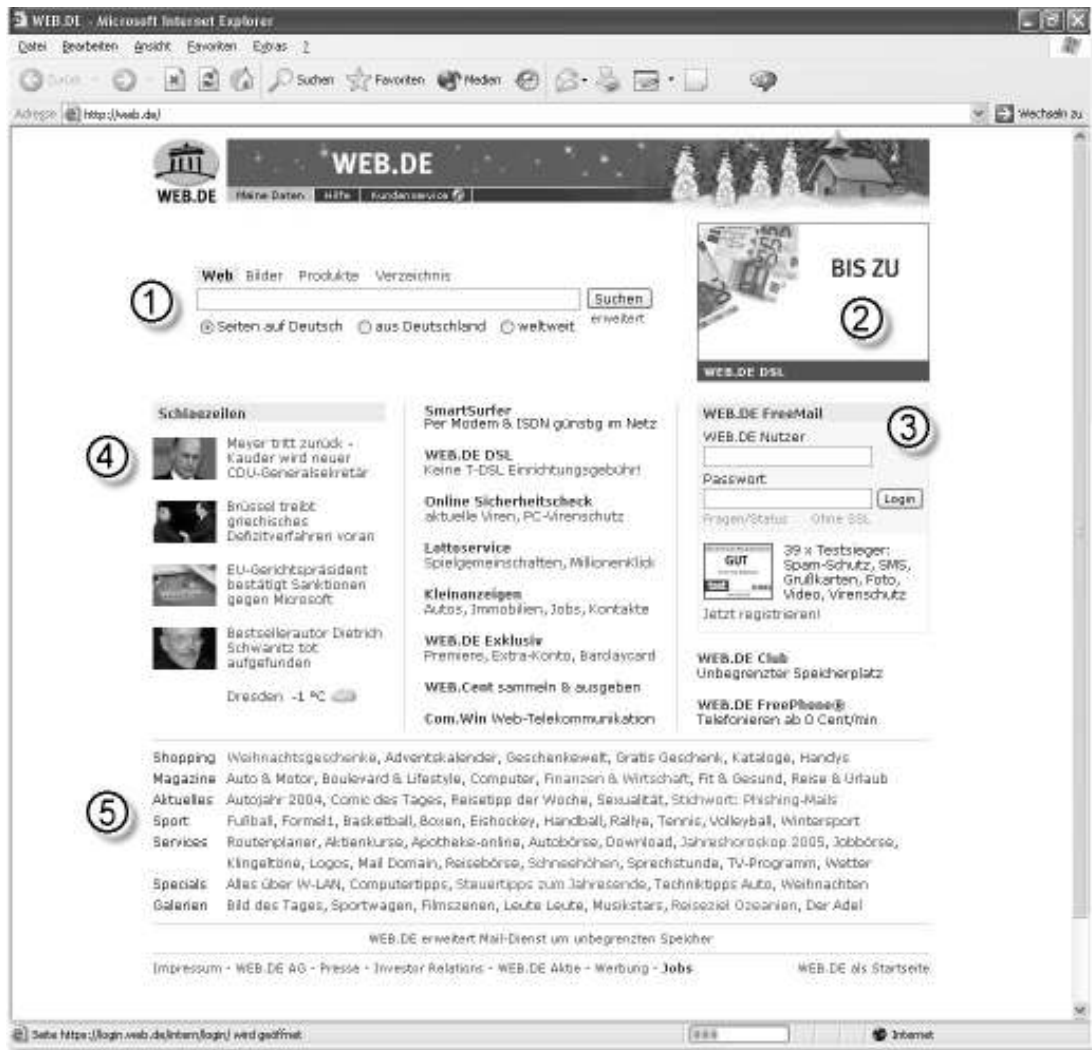 WEB.DE - Microsoft Internet Explorer
Datei Bearbeiten Ansicht Favoriten Extras ?
Zurück Suchen Favoriten Medien
Adresse http://web.de/ Wechseln zu
WEB.DE
WEB.DE
Meine Daten Hilfe Kundenservice
Web Bilder Produkte Verzeichnis
1
Suchen
erweitert
Seiten auf Deutsch aus Deutschland weltweit
BIS ZU
2
WEB.DE DSL
Schlagzeilen
4
Meyer tritt zurück -
Kauder wird neuer
CDU-Generalsekretär
Brüssel treibt
griechisches
Defizitverfahren voran
EU-Gerichtspräsident
bestätigt Sanktionen
gegen Microsoft
Bestsellerautor Dietrich
Schwanitz tot
aufgefunden
Dresden -1 ºC
SmartSurfer
Per Modem & ISDN günstig im Netz
WEB.DE DSL
Keine T-DSL Einrichtungsgebühr!
Online Sicherheitscheck
aktuelle Viren, PC-Virenschutz
Lottoservice
Spielgemeinschaften, MillionenKlick
Kleinanzeigen
Autos, Immobilien, Jobs, Kontakte
WEB.DE Exklusiv
Premiere, Extra-Konto, Barclaycard
WEB.Cent sammeln & ausgeben
Com.Win Web-Telekommunikation
WEB.DE FreeMail
3
WEB.DE Nutzer
Passwort
Login
Fragen/Status Ohne SSL
GUT
test
39 x Testsieger:
Spam-Schutz, SMS,
Grußkarten, Foto,
Video, Virenschutz
Jetzt registrieren!
WEB.DE Club
Unbegrenzter Speicherplatz
WEB.DE FreePhone®
Telefonieren ab 0 Cent/min
5
Shopping Weihnachtsgeschenke, Adventskalender, Geschenkewelt, Gratis Geschenk, Kataloge, Handys
Magazine Auto & Motor, Boulevard & Lifestyle, Computer, Finanzen & Wirtschaft, Fit & Gesund, Reise & Urlaub
Aktuelles Autojahr 2004, Comic des Tages, Reisetipp der Woche, Sexualität, Stichwort: Phishing-Mails
Sport Fußball, Formel1, Basketball, Boxen, Eishockey, Handball, Rallye, Tennis, Volleyball, Wintersport
Services Routenplaner, Aktienkurse, Apotheke-online, Autobörse, Download, Jahreshoroskop 2005, Jobbörse,
Klingeltöne, Logos, Mail Domain, Reisebörse, Schneehöhen, Sprechstunde, TV-Programm, Wetter
Specials Alles über W-LAN, Computertipps, Steuertipps zum Jahresende, Techniktipps Auto, Weihnachten
Galerien Bild des Tages, Sportwagen, Filmszenen, Leute Leute, Musikstars, Reiseziel Ozeanien, Der Adel
WEB.DE erweitert Mail-Dienst um unbegrenzten Speicher
Impressum - WEB.DE AG - Presse - Investor Relations - WEB.DE Aktie - Werbung - Jobs WEB.DE als Startseite
Seite https://login.web.de/intern/login/ wird geöffnet Internet